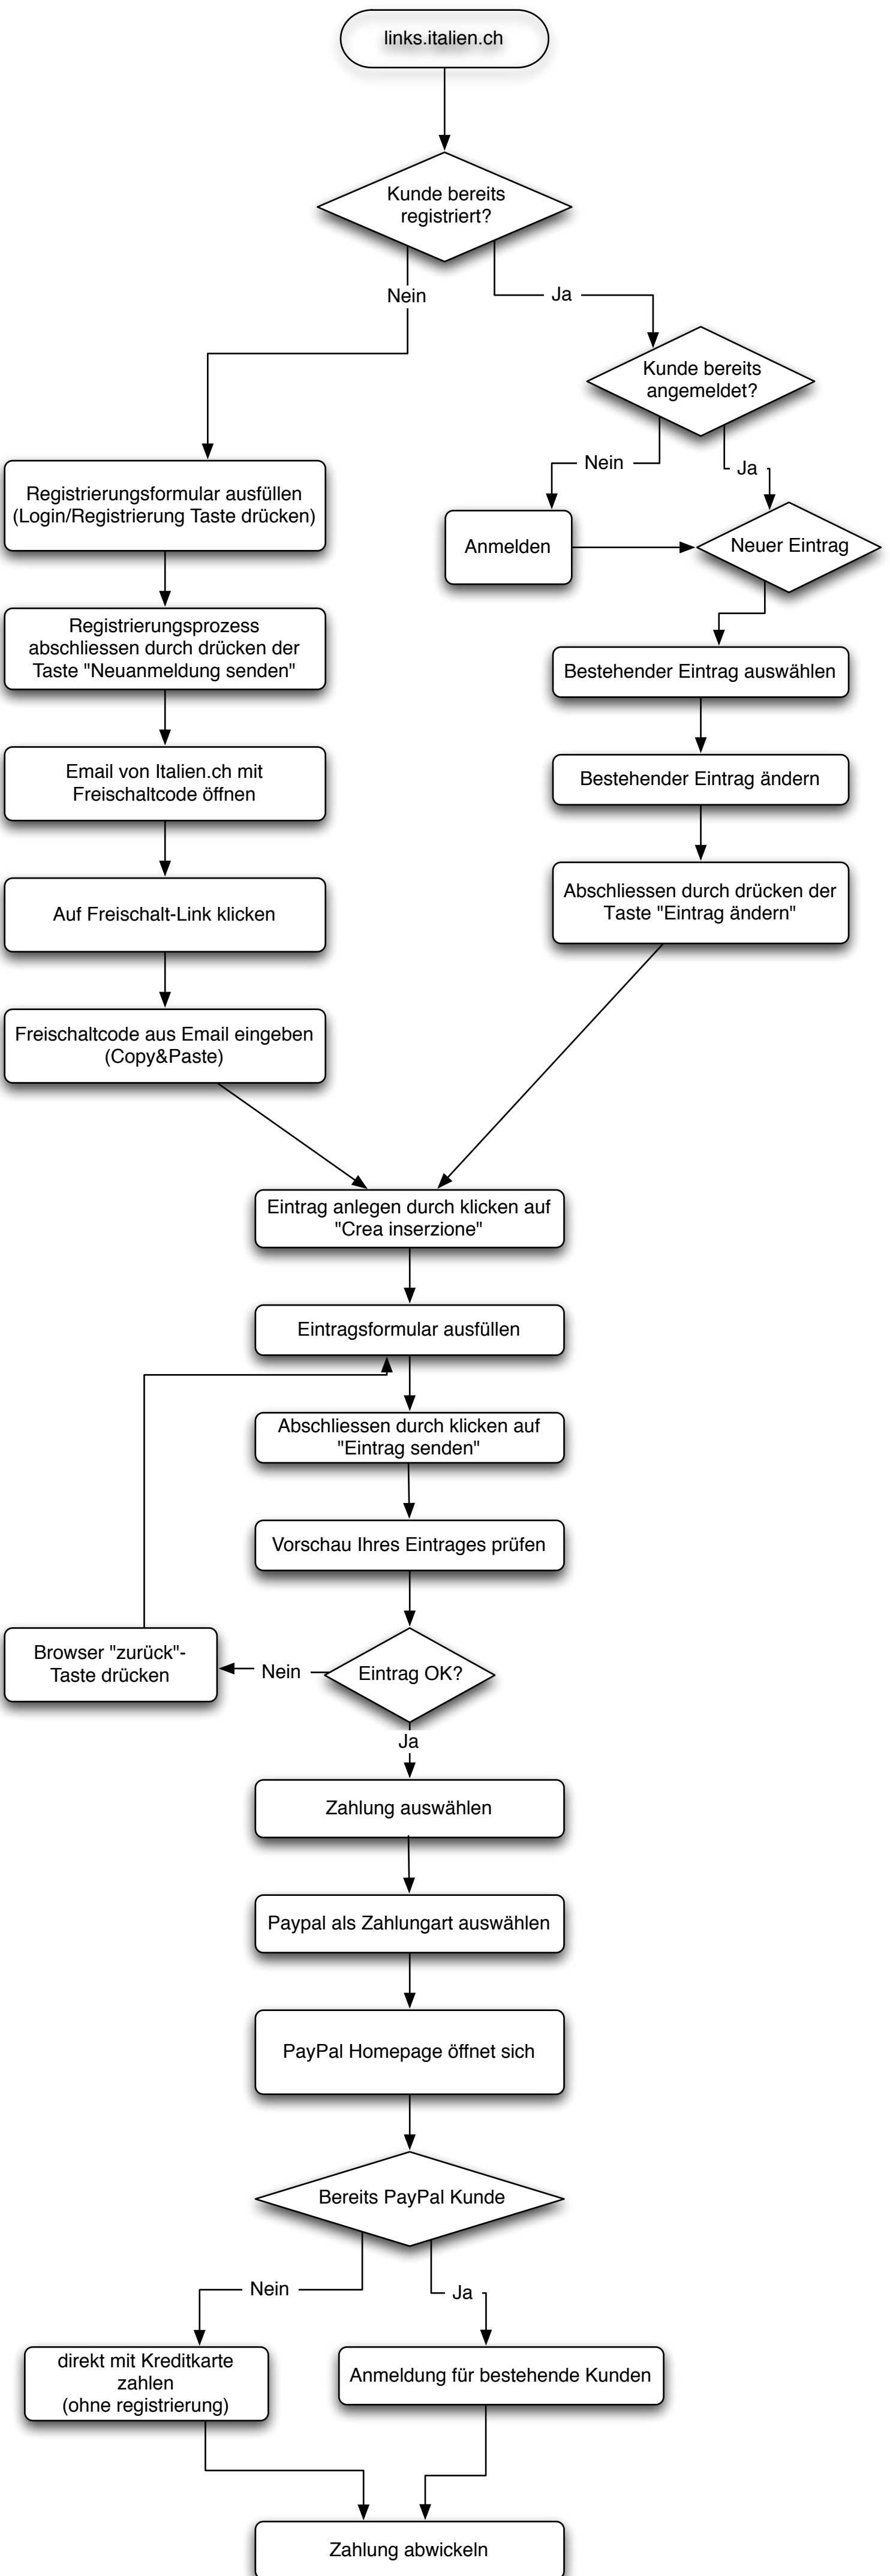 links.italien.ch
Kunde bereits
registriert?
Nein
Ja
Kunde bereits
angemeldet?
Nein
Ja
Registrierungsformular ausfüllen
(Login/Registrierung Taste drücken)
Anmelden
Neuer Eintrag
Registrierungsprozess
abschliessen durch drücken der
Taste "Neuanmeldung senden"
Bestehender Eintrag auswählen
Email von Italien.ch mit
Freischaltcode öffnen
Bestehender Eintrag ändern
Auf Freischalt-Link klicken
Abschliessen durch drücken der
Taste "Eintrag ändern"
Freischaltcode aus Email eingeben
(Copy&Paste)
Eintrag anlegen durch klicken auf
"Crea inserzione"
Eintragsformular ausfüllen
Abschliessen durch klicken auf
"Eintrag senden"
Vorschau Ihres Eintrages prüfen
Browser "zurück"-
Taste drücken
Nein
Eintrag OK?
Ja
Zahlung auswählen
Paypal als Zahlungart auswählen
PayPal Homepage öffnet sich
Bereits PayPal Kunde
Nein
Ja
direkt mit Kreditkarte
zahlen
(ohne registrierung)
Anmeldung für bestehende Kunden
Zahlung abwickeln